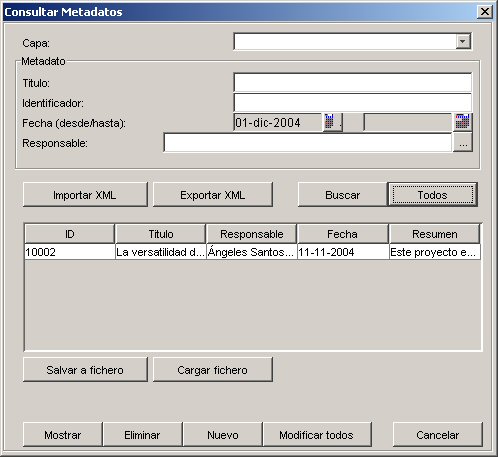 Consultar Metadatos
Capa:
Metadato
Titulo:
Identificador:
Fecha (desde/hasta): 01-dic-2004
Responsable: ...
Importar XML Exportar XML Buscar Todos
ID Titulo Responsable Fecha Resumen
10002 La versatilidad d... Ángeles Santos... 11-11-2004 Este proyecto e...
Salvar a fichero Cargar fichero
Mostrar Eliminar Nuevo Modificar todos Cancelar